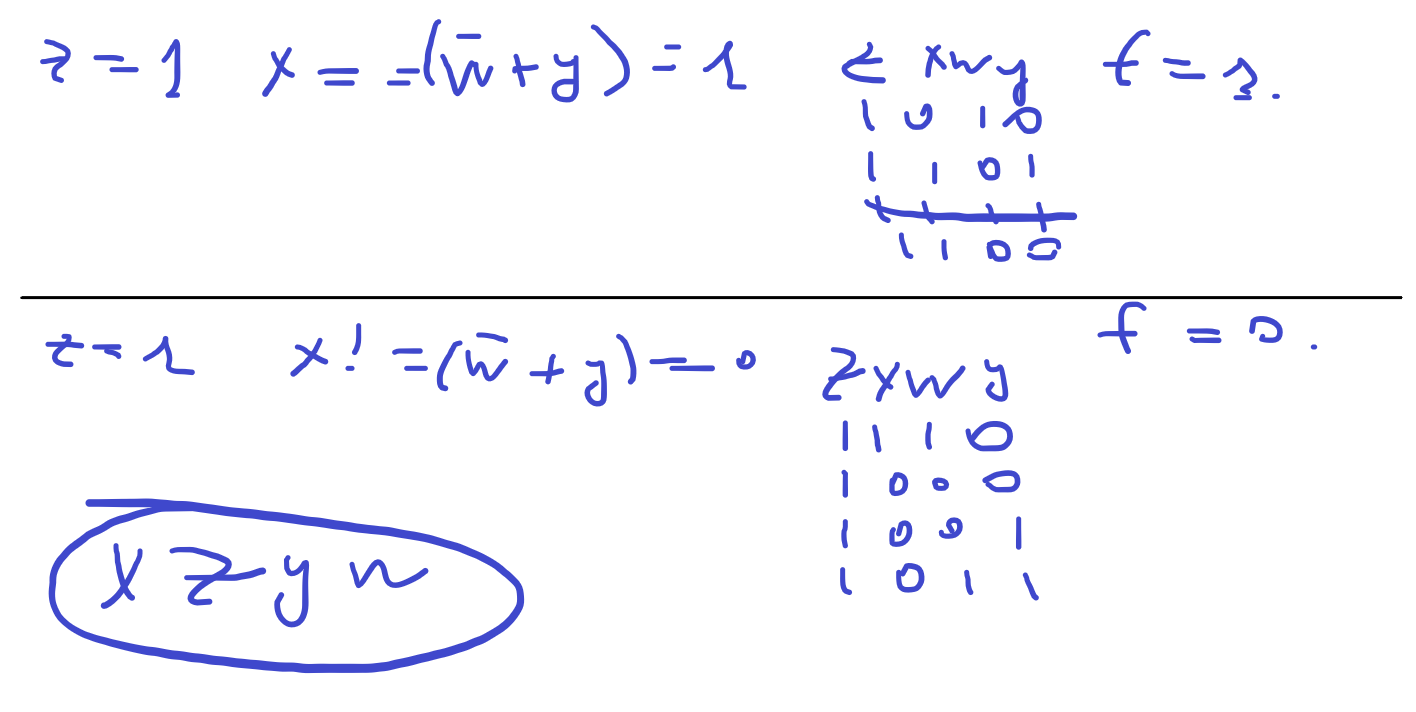 z = 1 x = = (w̄ + y) = 1 z x w y f = 1.
1 0 1 0
1 1 0 1
1 1 1 1
1 1 0 0
z = 1 x! = (w̄ + y) = 0 z x w y f = 0.
1 1 1 0
1 0 0 0
1 0 0 1
1 0 1 1
x z y w